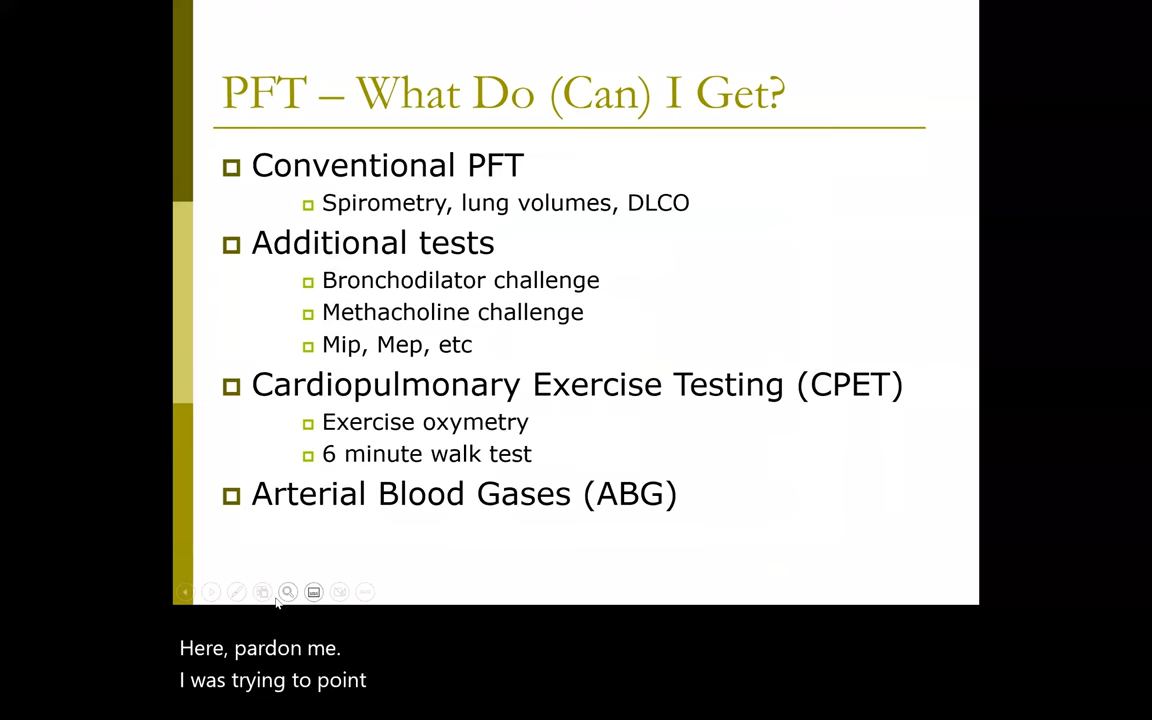 PFT – What Do (Can) I Get?
Conventional PFT
Spirometry, lung volumes, DLCO
Additional tests
Bronchodilator challenge
Methacholine challenge
Mip, Mep, etc
Cardiopulmonary Exercise Testing (CPET)
Exercise oxymetry
6 minute walk test
Arterial Blood Gases (ABG)
Here, pardon me.
I was trying to point